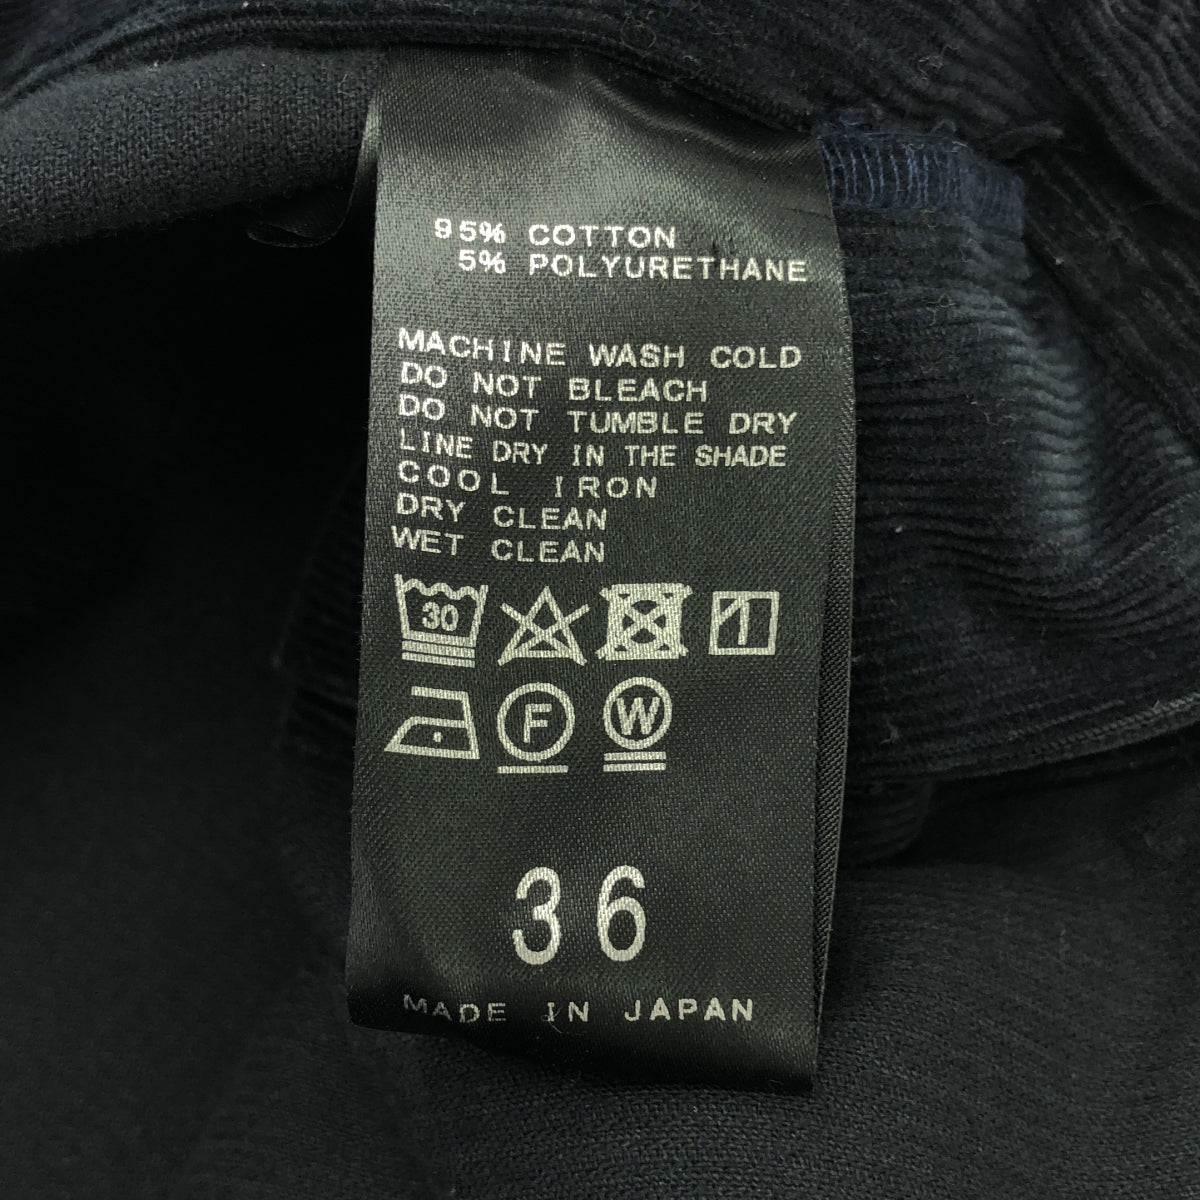 95% COTTON
5% POLYURETHANE
MACHINE WASH COLD
DO NOT BLEACH
DO NOT TUMBLE DRY
LINE DRY IN THE SHADE
COOL IRON
DRY CLEAN
WET CLEAN
30
F W
36
MADE IN JAPAN